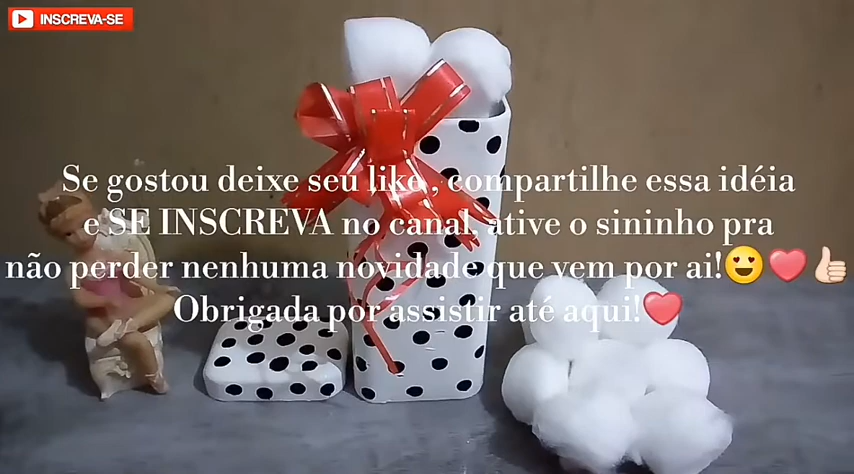 INSCREVA-SE
Se gostou deixe seu like , compartilhe essa idéia
e SE INSCREVA no canal, ative o sininho pra
não perder nenhuma novidade que vem por ai!😃❤️👍🏻
Obrigada por assistir até aqui!❤️